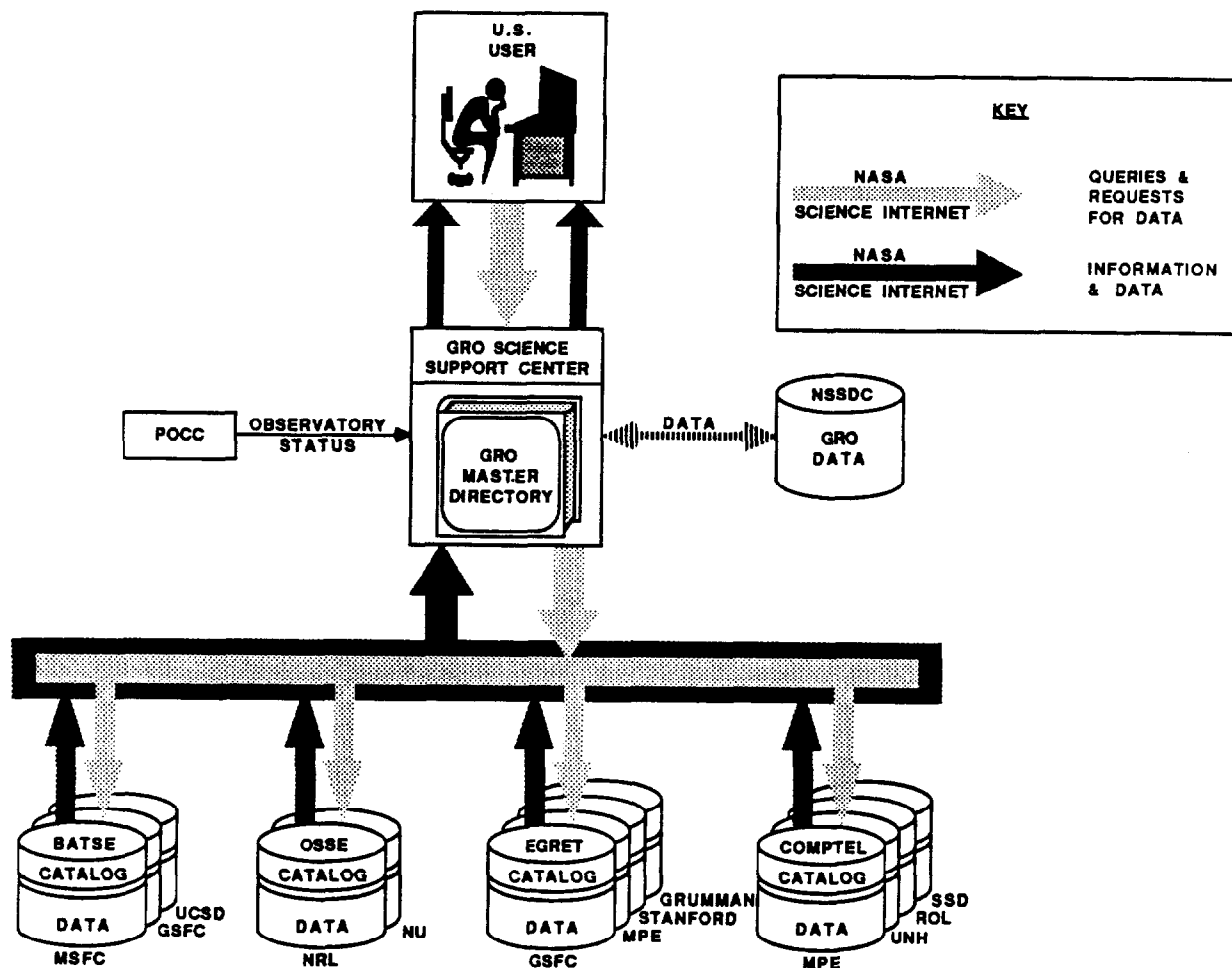 U.S.
USER
KEY
NASA
SCIENCE INTERNET
QUERIES &
REQUESTS
FOR DATA
NASA
SCIENCE INTERNET
INFORMATION
& DATA
GRO SCIENCE
SUPPORT CENTER
POCC
OBSERVATORY
STATUS
GRO
MASTER
DIRECTORY
DATA
NSSDC
GRO
DATA
BATSE
CATALOG
DATA
MSFC
GSFC
UCSD
OSSE
CATALOG
DATA
NRL
NU
EGRET
CATALOG
DATA
GSFC
MPE
STANFORD
GRUMMAN
COMPTEL
CATALOG
DATA
MPE
UNH
ROL
SSD